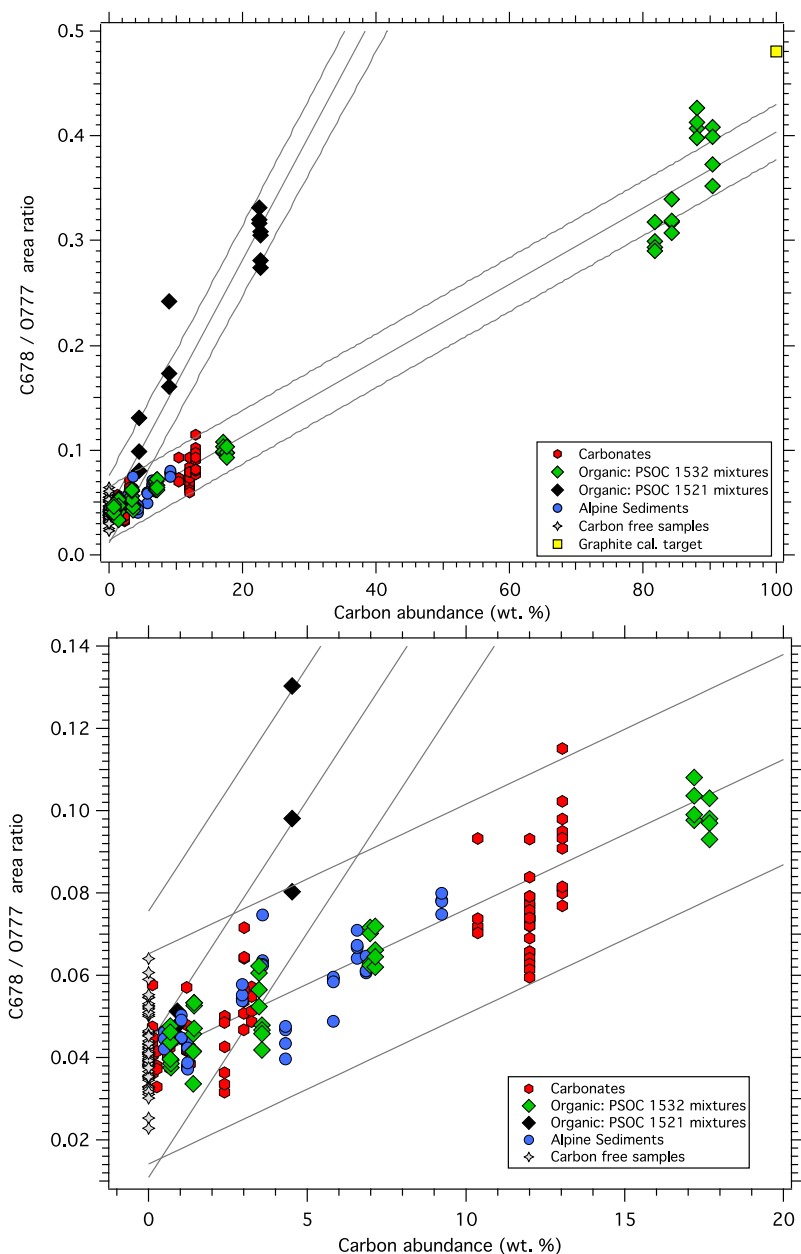 0.5
0.4
0.3
0.2
0.1
0.0
C678 / O777 area ratio
Carbonates
Organic: PSOC 1532 mixtures
Organic: PSOC 1521 mixtures
Alpine Sediments
Carbon free samples
Graphite cal. target
0 20 40 60 80 100
Carbon abundance (wt. %)
0.14
0.12
0.10
0.08
0.06
0.04
0.02
C678 / O777 area ratio
Carbonates
Organic: PSOC 1532 mixtures
Organic: PSOC 1521 mixtures
Alpine Sediments
Carbon free samples
0 5 10 15 20
Carbon abundance (wt. %)